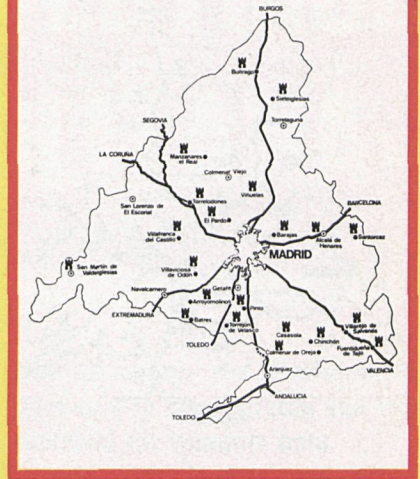 BURGOS
Buitrago
Sieteiglesias
Torrelaguna
SEGOVIA
LA CORUÑA
Manzanares
el Real
Colmenar Viejo
Viñuelas
San Lorenzo de
El Escorial
Torrelodones
El Pardo
BARCELONA
Villafranca
del Castillo
Barajas
Alcalá de
Henares
Santorcaz
MADRID
San Martín de
Valdeiglesias
Villaviciosa
de Odón
Navalcarnero
Getafe
Arroyomolinos
Pinto
EXTREMADURA
Batres
Torrejón
de Velasco
Casasola
Villarejo de
Salvanés
Chinchón
Fuentidueña
de Tajo
TOLEDO
Colmenar de Oreja
VALENCIA
Aranjuez
ANDALUCIA
TOLEDO